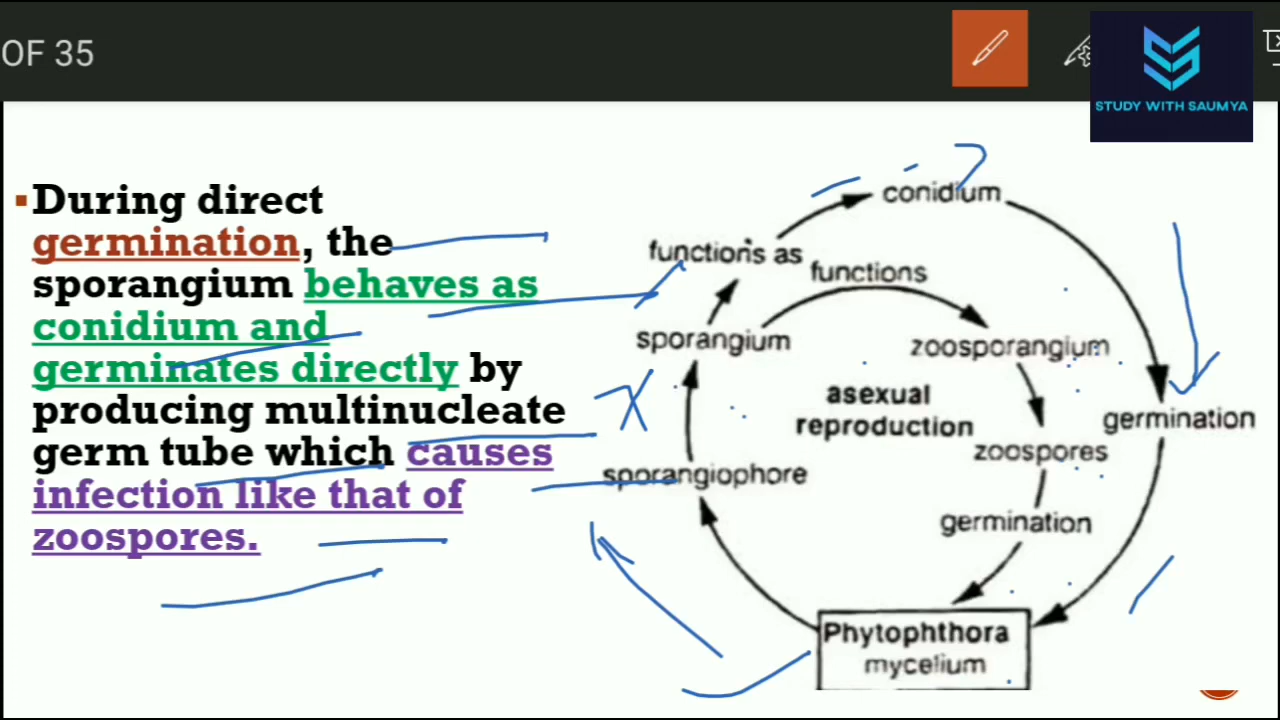 OF 35
STUDY WITH SAUMYA
▪During direct
germination, the
sporangium behaves as
conidium and
germinates directly by
producing multinucleate
germ tube which causes
infection like that of
zoospores.
conidium
functions as
functions
sporangium
zoosporangium
asexual
reproduction
germination
zoospores
sporangiophore
germination
Phytophthora
mycelium